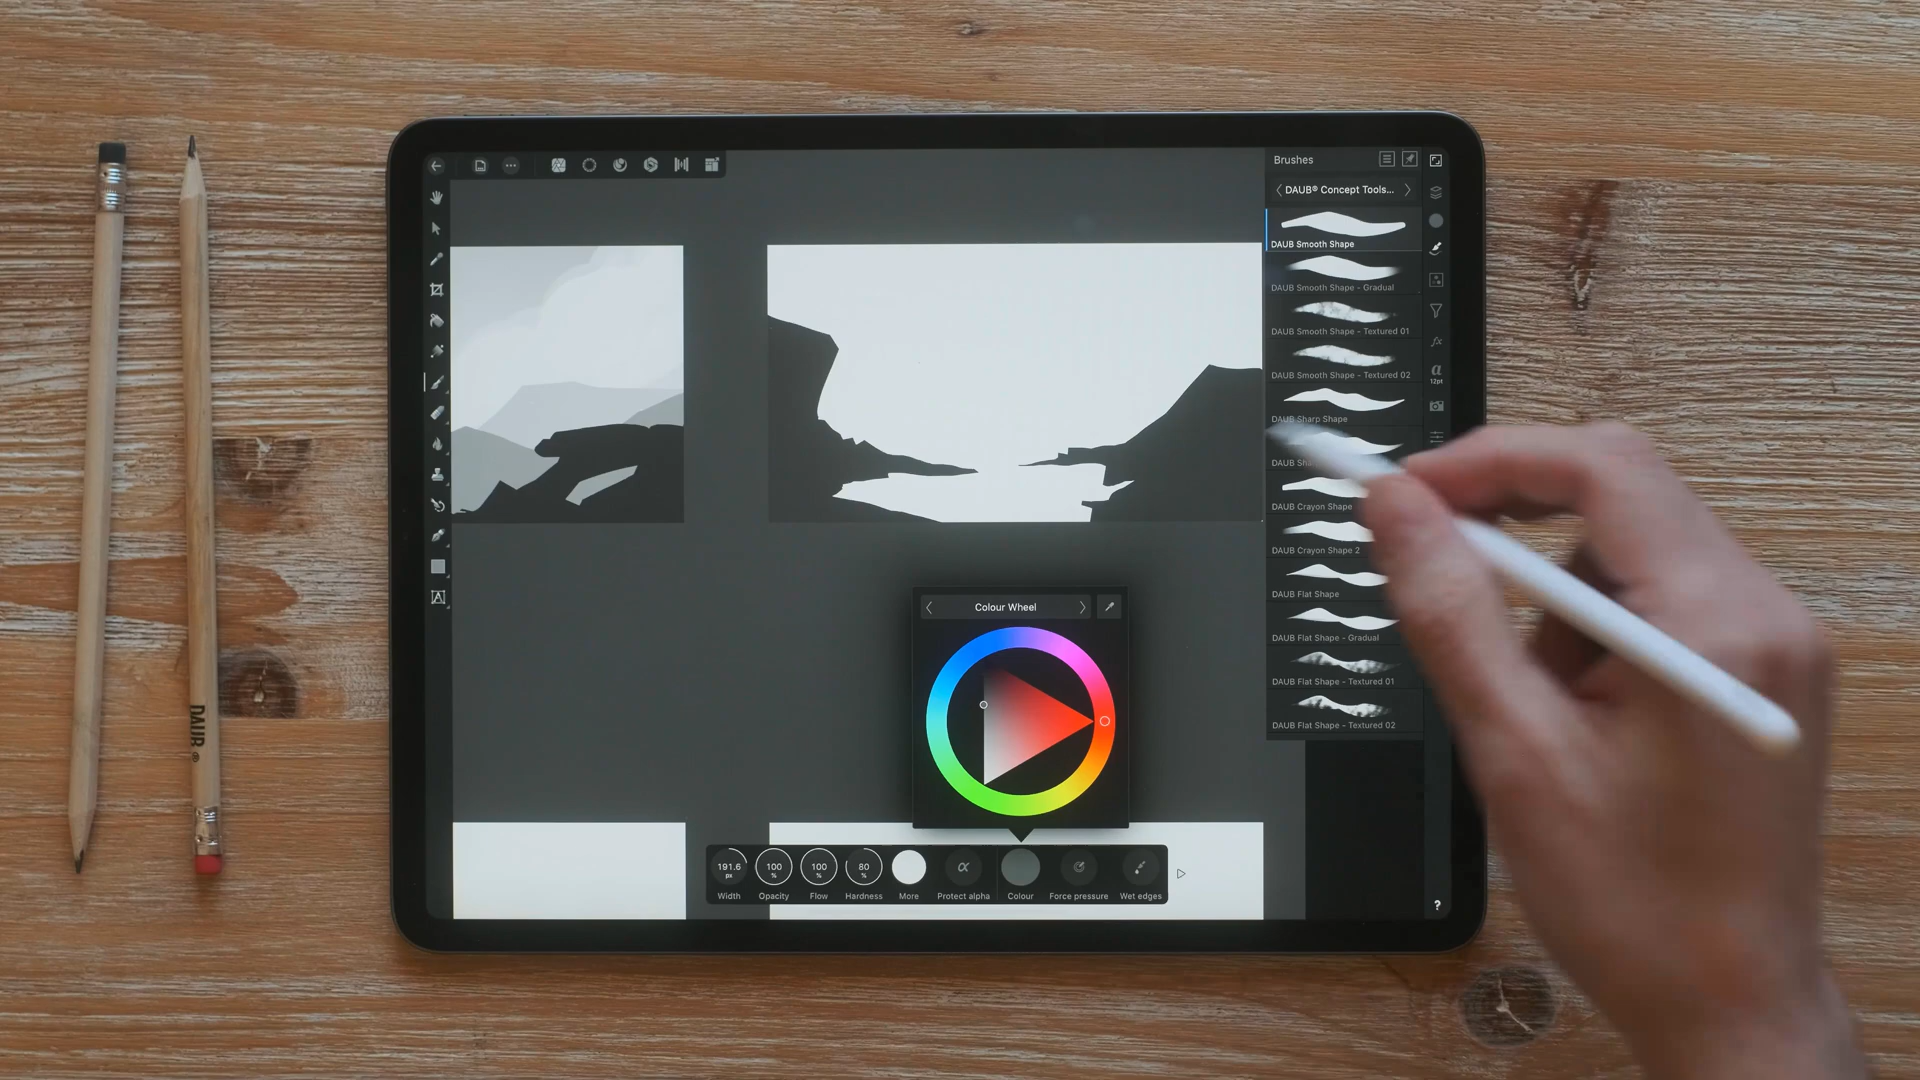 Brushes
DAUB® Concept Tools...
DAUB Smooth Shape
DAUB Smooth Shape - Gradual
DAUB Smooth Shape - Textured 01
DAUB Smooth Shape - Textured 02
DAUB Sharp Shape
DAUB
DAUB Crayon Shape
DAUB Crayon Shape 2
DAUB Flat Shape
DAUB Flat Shape - Gradual
DAUB Flat Shape - Textured 01
DAUB Flat Shape - Textured 02
a
12pt
fx
A
Colour Wheel
191.6 px
100 %
100 %
80 %
α
Width
Opacity
Flow
Hardness
More
Protect alpha
Colour
Force pressure
Wet edges
?
DAUB®